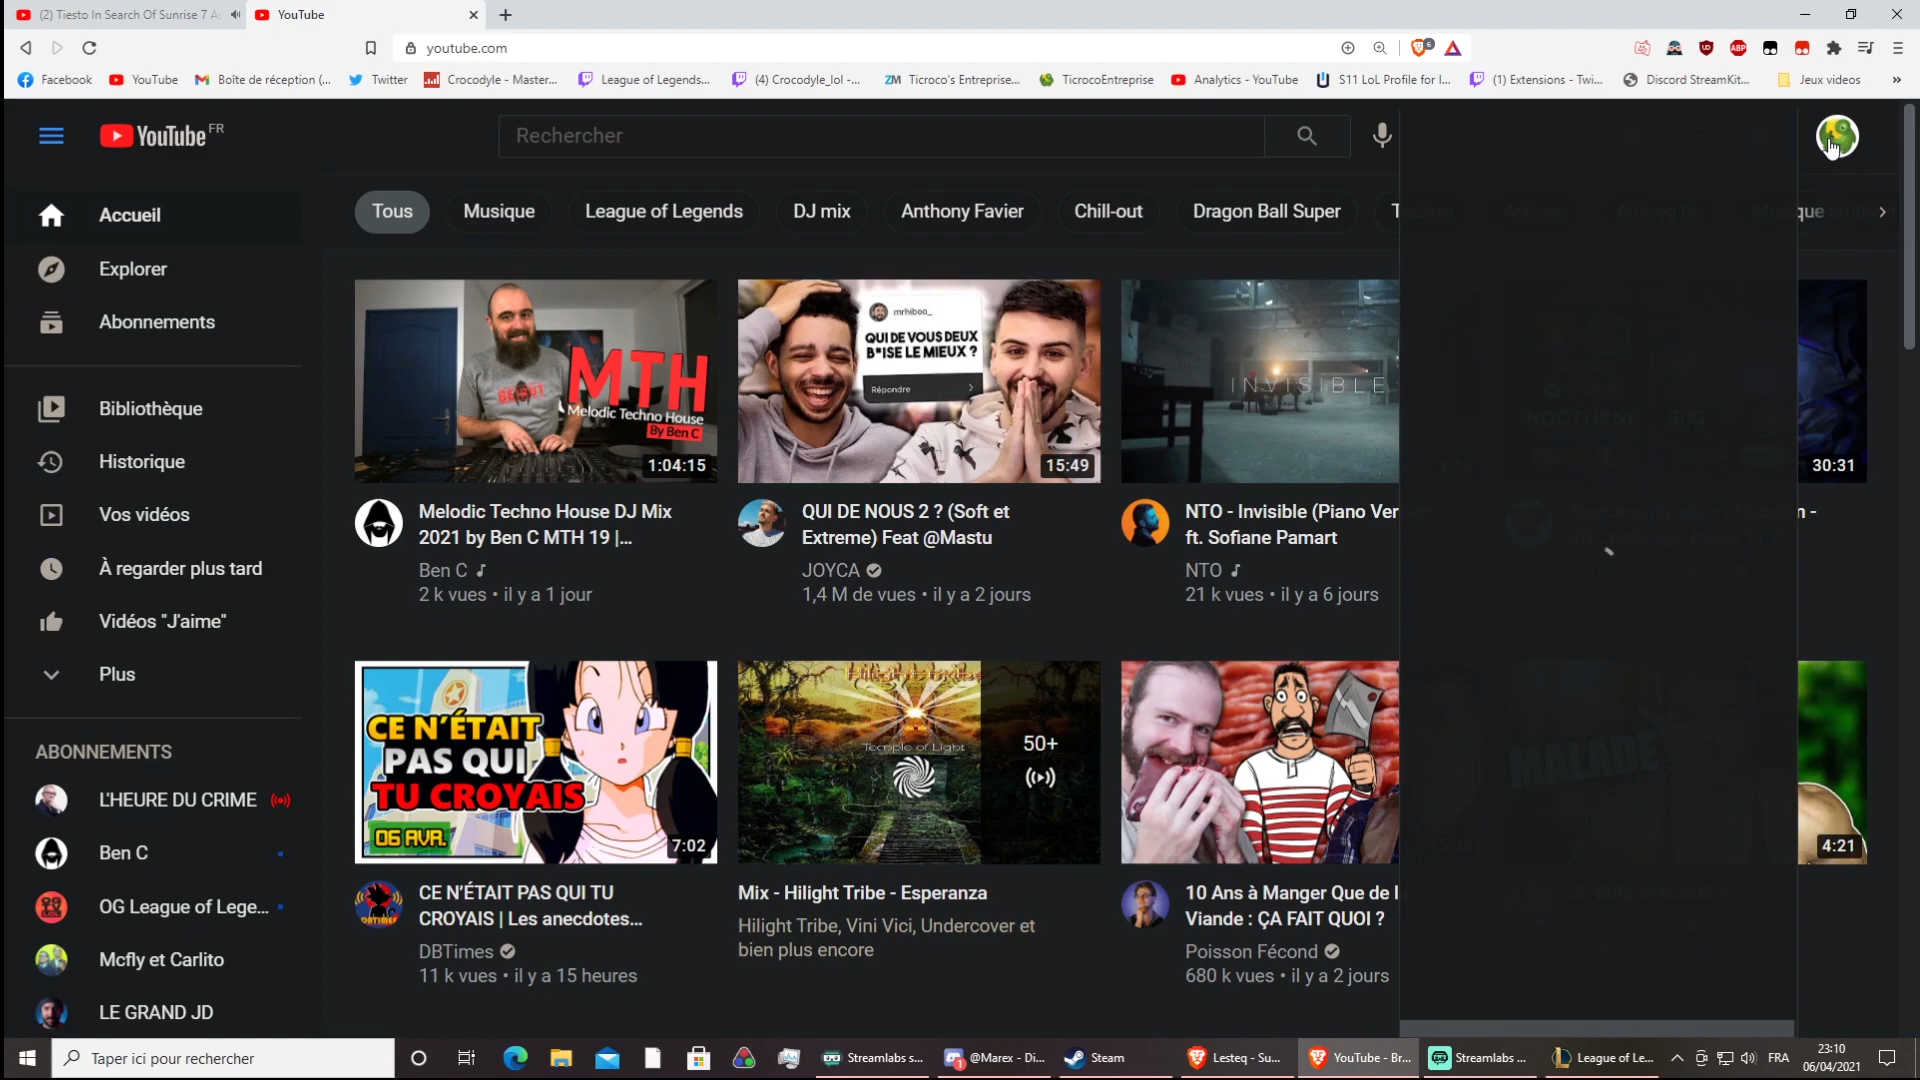 (2) Tiesto In Search Of Sunrise 7 A
YouTube
youtube.com
6
Facebook
YouTube
Boîte de réception (...
Twitter
Crocodyle - Master...
League of Legends...
(4) Crocodyle_lol -...
ZM Ticroco's Entreprise...
TicrocoEntreprise
Analytics - YouTube
S11 LoL Profile for l...
(1) Extensions - Twi...
Discord StreamKit...
Jeux videos
»
YouTube FR
Rechercher
Tous
Musique
League of Legends
DJ mix
Anthony Favier
Chill-out
Dragon Ball Super
Accueil
Explorer
Abonnements
Bibliothèque
Historique
Vos vidéos
À regarder plus tard
Vidéos "J'aime"
Plus
ABONNEMENTS
L'HEURE DU CRIME
Ben C
OG League of Lege...
Mcfly et Carlito
LE GRAND JD
BEIRUT
MTH
Melodic Techno House
By Ben C
1:04:15
Melodic Techno House DJ Mix
2021 by Ben C MTH 19 |...
Ben C
2 k vues • il y a 1 jour
mrhiboo_
QUI DE VOUS DEUX
B*ISE LE MIEUX ?
Répondre
15:49
QUI DE NOUS 2 ? (Soft et
Extreme) Feat @Mastu
JOYCA
1,4 M de vues • il y a 2 jours
INVISIBLE
NTO - Invisible (Piano Ver
ft. Sofiane Pamart
NTO
21 k vues • il y a 6 jours
NOCTURNE
30:31
CE N'ÉTAIT
PAS QUI
TU CROYAIS
06 AVR.
7:02
CE N'ÉTAIT PAS QUI TU
CROYAIS | Les anecdotes...
DBTimes
11 k vues • il y a 15 heures
Hilight Tribe
Temple of Light
50+
Mix - Hilight Tribe - Esperanza
Hilight Tribe, Vini Vici, Undercover et
bien plus encore
10 Ans à Manger Que de l
Viande : ÇA FAIT QUOI ?
Poisson Fécond
680 k vues • il y a 2 jours
MALADE
4:21
Taper ici pour rechercher
Streamlabs s...
@Marex - Di...
Steam
Lesteq - Su...
YouTube - Br...
Streamlabs ...
League of Le...
FRA
23:10
06/04/2021